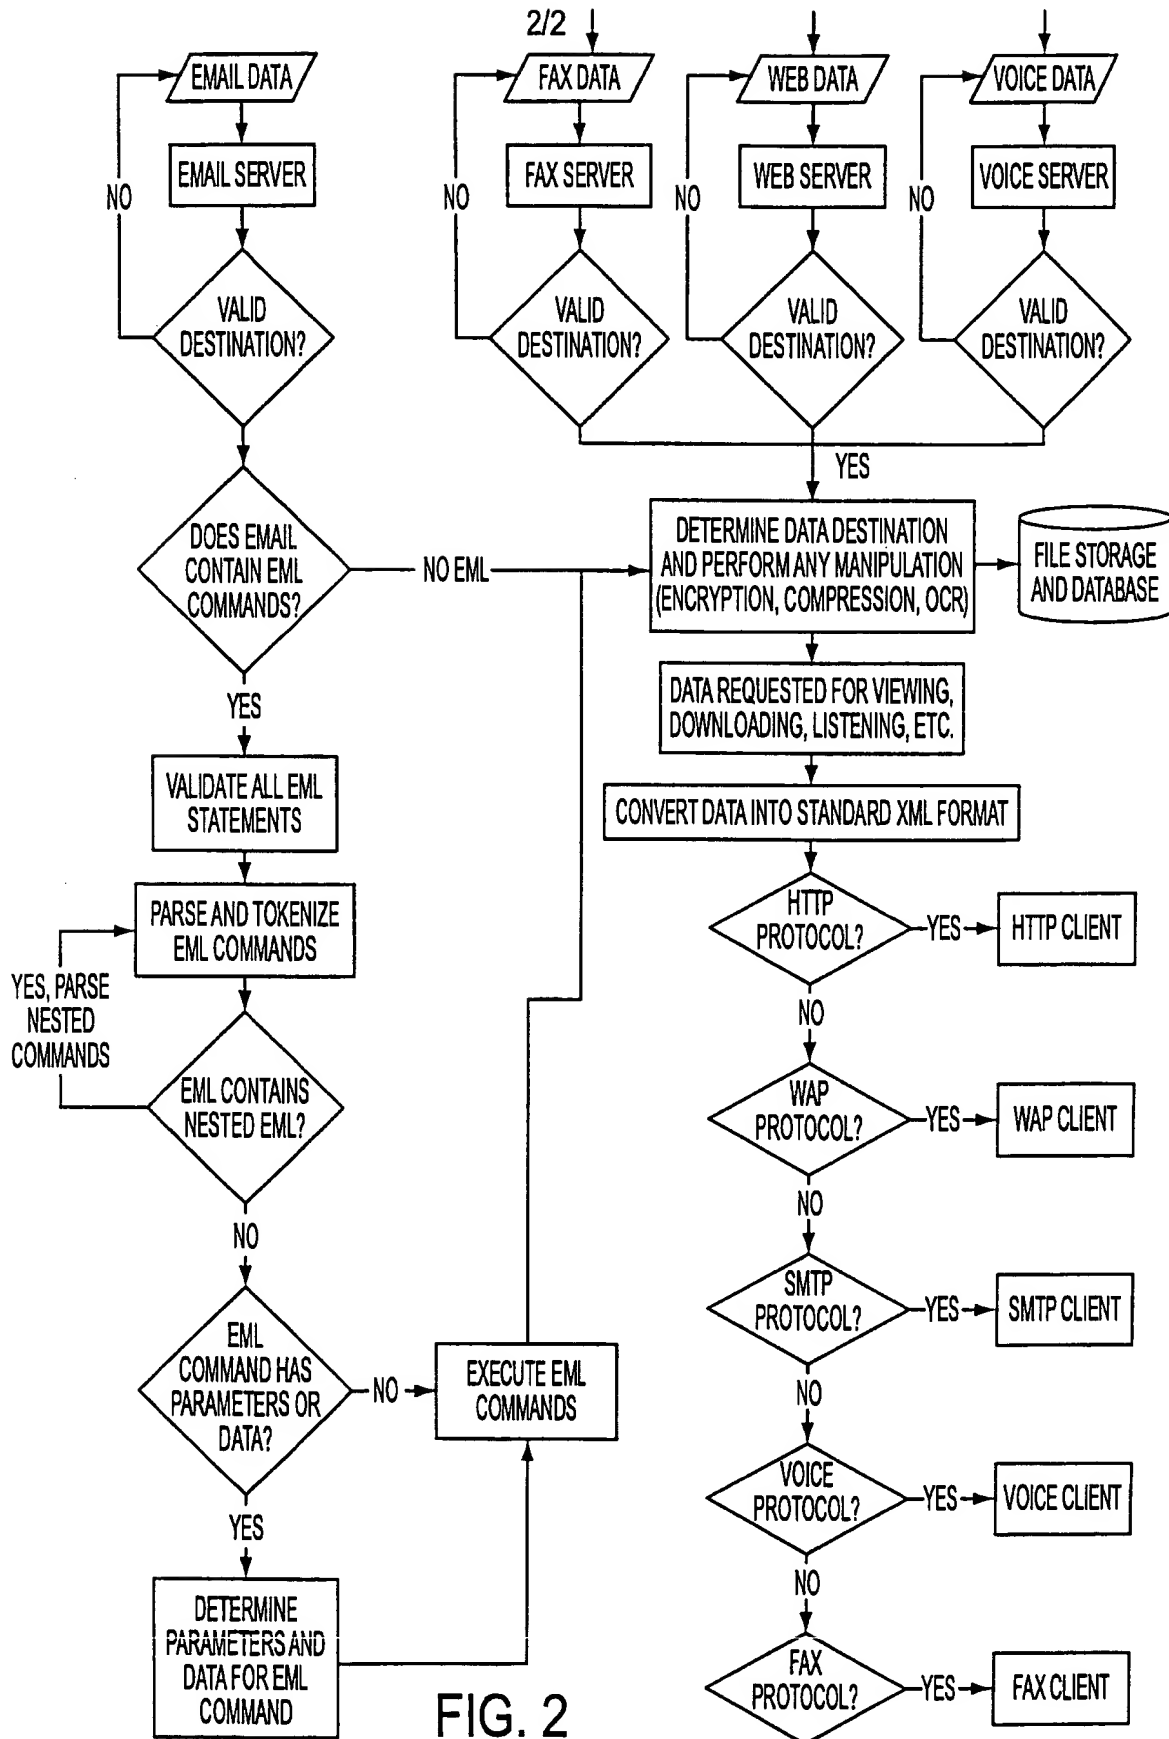 2/2
EMAIL DATA
FAX DATA
WEB DATA
VOICE DATA
EMAIL SERVER
FAX SERVER
WEB SERVER
VOICE SERVER
NO
NO
NO
NO
VALID
DESTINATION?
VALID
DESTINATION?
VALID
DESTINATION?
VALID
DESTINATION?
YES
DOES EMAIL
CONTAIN EML
COMMANDS?
NO EML
DETERMINE DATA DESTINATION
AND PERFORM ANY MANIPULATION
(ENCRYPTION, COMPRESSION, OCR)
FILE STORAGE
AND DATABASE
YES
DATA REQUESTED FOR VIEWING,
DOWNLOADING, LISTENING, ETC.
VALIDATE ALL EML
STATEMENTS
CONVERT DATA INTO STANDARD XML FORMAT
PARSE AND TOKENIZE
EML COMMANDS
HTTP
PROTOCOL?
YES
HTTP CLIENT
YES, PARSE
NESTED
COMMANDS
NO
EML CONTAINS
NESTED EML?
WAP
PROTOCOL?
YES
WAP CLIENT
NO
NO
SMTP
PROTOCOL?
YES
SMTP CLIENT
EML
COMMAND HAS
PARAMETERS OR
DATA?
NO
EXECUTE EML
COMMANDS
NO
VOICE
PROTOCOL?
YES
VOICE CLIENT
YES
NO
DETERMINE
PARAMETERS AND
DATA FOR EML
COMMAND
FAX
PROTOCOL?
YES
FAX CLIENT
FIG. 2